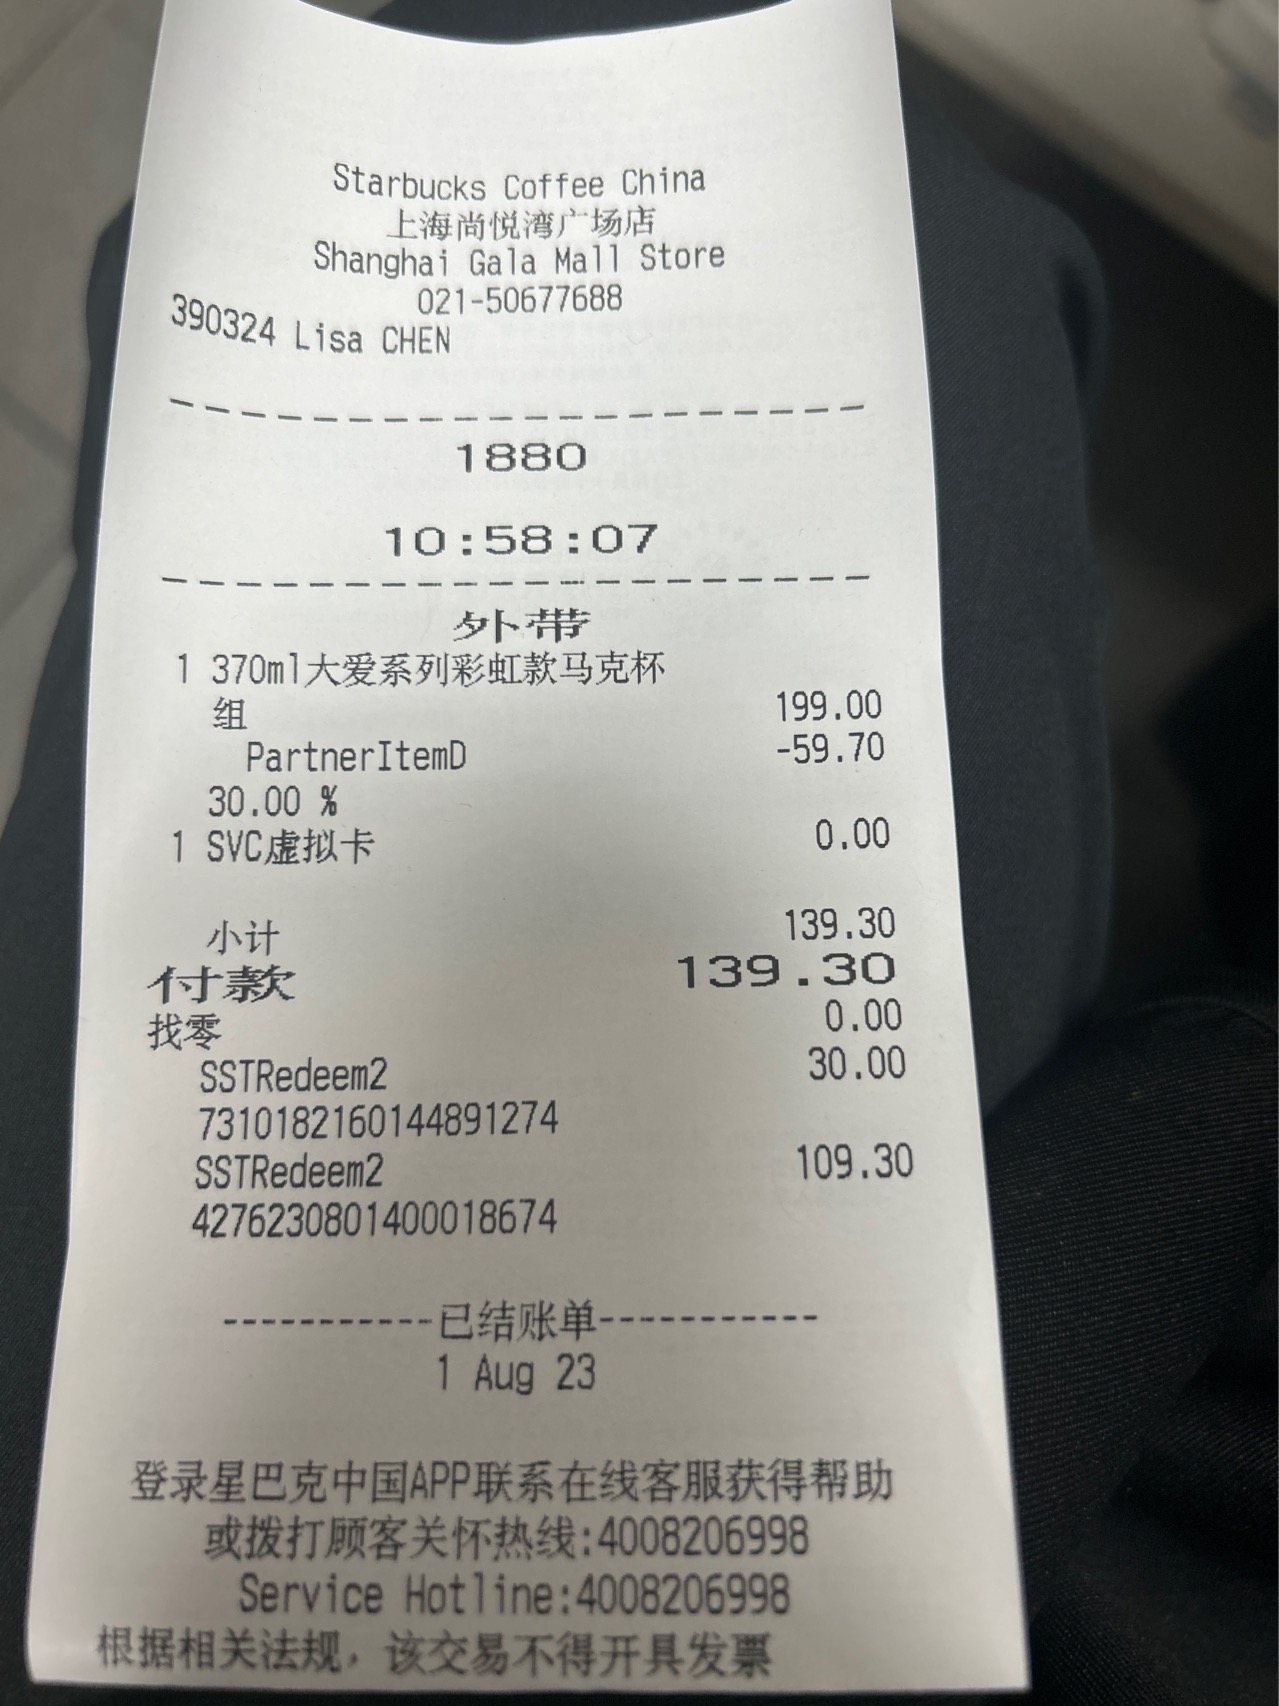 Starbucks Coffee China
上海尚悦湾广场店
Shanghai Gala Mall Store
021-50677688
390324 Lisa CHEN
--------------------
1880
10:58:07
--------------------
外带
1 370ml大爱系列彩虹款马克杯
组 199.00
PartnerItemD -59.70
30.00 %
1 SVC虚拟卡 0.00
小计 139.30
付款 139.30
找零 0.00
SSTRedeem2 30.00
7310182160144891274
SSTRedeem2 109.30
4276230801400018674
-----------已结账单-----------
1 Aug 23
登录星巴克中国APP联系在线客服获得帮助
或拨打顾客关怀热线:4008206998
Service Hotline:4008206998
根据相关法规，该交易不得开具发票